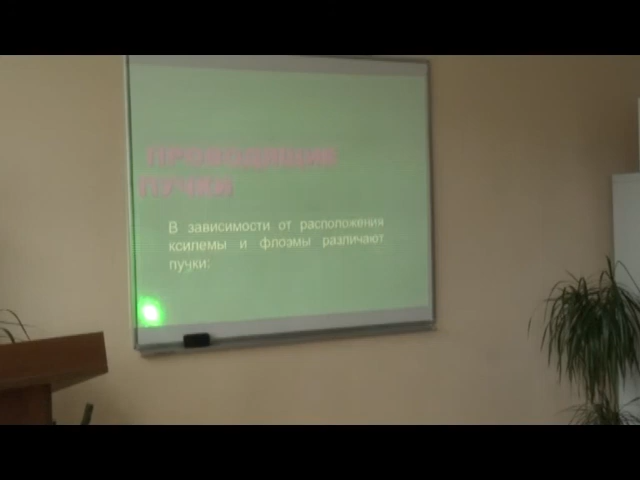 ПРОВОДЯЩИЕ
ПУЧКИ
В зависимости от расположения
ксилемы и флоэмы различают
пучки: